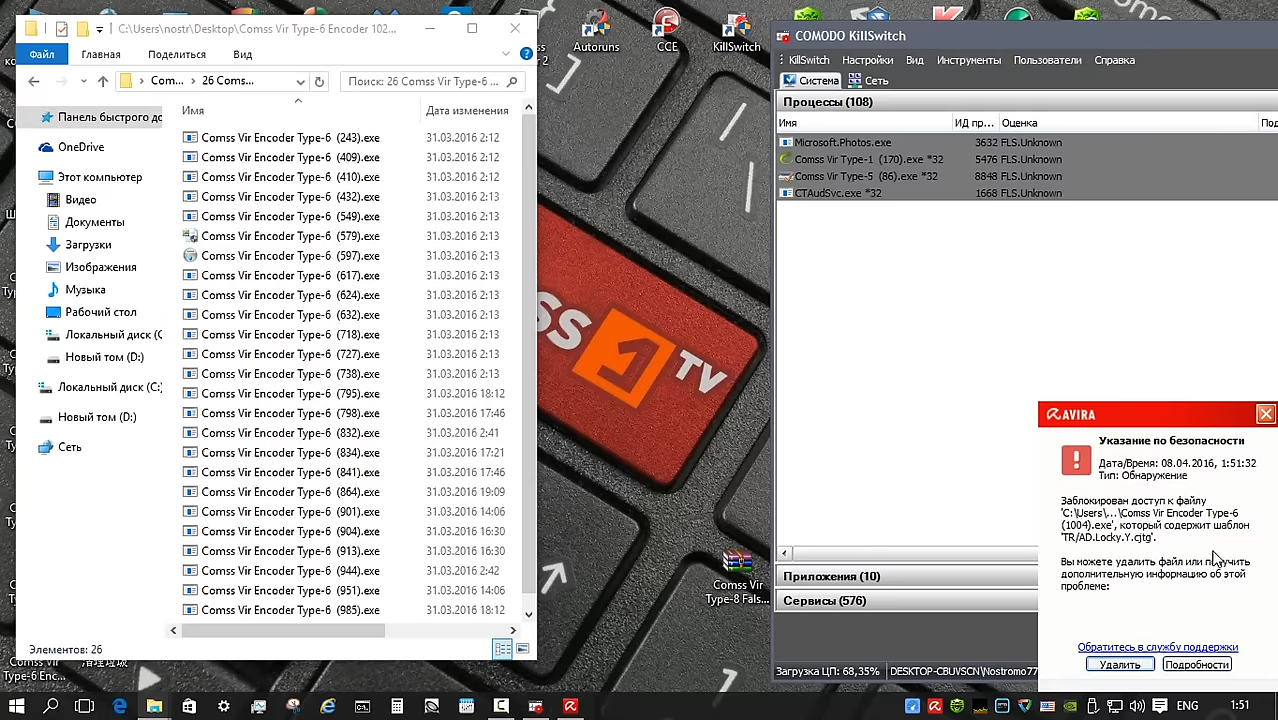 C:\Users\nostr\Desktop\Comss Vir Type-6 Encoder 102...
Файл
Главная
Поделиться
Вид
Com...
26 Coms...
Поиск: 26 Comss Vir Type-6 ...
Панель быстрого до
OneDrive
Этот компьютер
Видео
Документы
Загрузки
Изображения
Музыка
Рабочий стол
Локальный диск (C
Новый том (D:)
Локальный диск (C:)
Новый том (D:)
Сеть
Имя Дата изменения
Comss Vir Encoder Type-6 (243).exe 31.03.2016 2:12
Comss Vir Encoder Type-6 (409).exe 31.03.2016 2:12
Comss Vir Encoder Type-6 (410).exe 31.03.2016 2:12
Comss Vir Encoder Type-6 (432).exe 31.03.2016 2:13
Comss Vir Encoder Type-6 (549).exe 31.03.2016 2:13
Comss Vir Encoder Type-6 (579).exe 31.03.2016 2:13
Comss Vir Encoder Type-6 (597).exe 31.03.2016 2:13
Comss Vir Encoder Type-6 (617).exe 31.03.2016 2:13
Comss Vir Encoder Type-6 (624).exe 31.03.2016 2:13
Comss Vir Encoder Type-6 (632).exe 31.03.2016 2:13
Comss Vir Encoder Type-6 (718).exe 31.03.2016 2:13
Comss Vir Encoder Type-6 (727).exe 31.03.2016 2:13
Comss Vir Encoder Type-6 (738).exe 31.03.2016 2:13
Comss Vir Encoder Type-6 (795).exe 31.03.2016 18:12
Comss Vir Encoder Type-6 (798).exe 31.03.2016 17:46
Comss Vir Encoder Type-6 (832).exe 31.03.2016 2:41
Comss Vir Encoder Type-6 (834).exe 31.03.2016 17:21
Comss Vir Encoder Type-6 (841).exe 31.03.2016 17:46
Comss Vir Encoder Type-6 (864).exe 31.03.2016 19:09
Comss Vir Encoder Type-6 (901).exe 31.03.2016 14:06
Comss Vir Encoder Type-6 (904).exe 31.03.2016 16:30
Comss Vir Encoder Type-6 (913).exe 31.03.2016 16:30
Comss Vir Encoder Type-6 (944).exe 31.03.2016 2:42
Comss Vir Encoder Type-6 (951).exe 31.03.2016 14:06
Comss Vir Encoder Type-6 (985).exe 31.03.2016 18:12
Элементов: 26
Type-6 Enc...
Autoruns
CCE
KillSwitch
SS 1 TV
Comss Vir
Type-8 Fals...
COMODO KillSwitch
KillSwitch Настройки Вид Инструменты Пользователи Справка
Система Сеть
Процессы (108)
Имя ИД пр... Оценка Под
Microsoft.Photos.exe 3632 FLS.Unknown
Comss Vir Type-1 (170).exe *32 5476 FLS.Unknown
Comss Vir Type-5 (86).exe *32 8848 FLS.Unknown
CTAudSvc.exe *32 1668 FLS.Unknown
Приложения (10)
Сервисы (576)
Загрузка ЦП: 68,35% DESKTOP-CBUVSCN\Nostromo77
AVIRA
Указание по безопасности
Дата/Время: 08.04.2016, 1:51:32
Тип: Обнаружение
Заблокирован доступ к файлу
'C:\Users\...\Comss Vir Encoder Type-6
(1004).exe', который содержит шаблон
'TR/AD.Locky.Y.cjtg'.
Вы можете удалить файл или получить
дополнительную информацию об этой
проблеме:
Обратитесь в службу поддержки
Удалить
Подробности
ENG
1:51